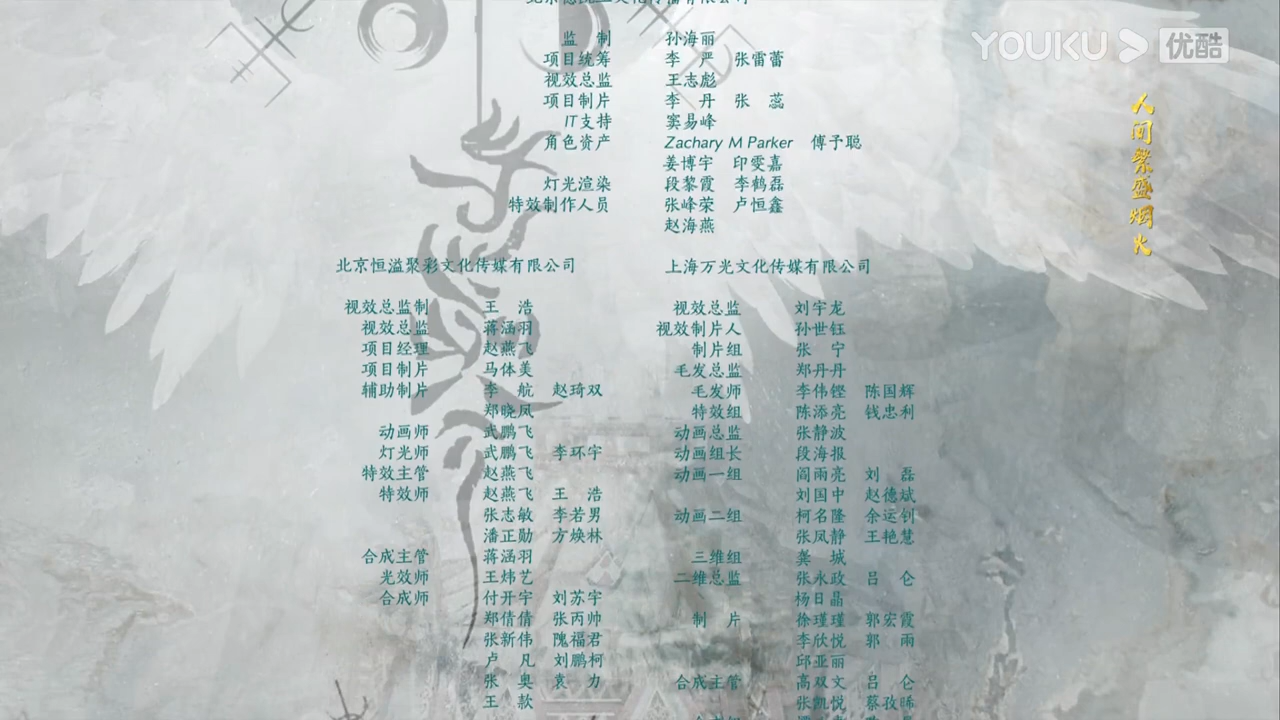 YOUKU 优酷
人间繁盛烟火
监 制 孙海丽
项目统筹 李 严 张雷蕾
视效总监 王志彪
项目制片 李 丹 张 蕊
IT支持 窦易峰
角色资产 Zachary M Parker 傅予聪
姜博宇 印雯嘉
灯光渲染 段黎霞 李鹤磊
特效制作人员 张峰荣 卢恒鑫
赵海燕
北京恒溢聚彩文化传媒有限公司
视效总监制 王 浩
视效总监 蒋涵羽
项目经理 赵燕飞
项目制片 马体美
辅助制片 李 航 赵琦双
郑晓凤
动画师 武鹏飞
灯光师 武鹏飞 李环宇
特效主管 赵燕飞
特效师 赵燕飞 王 浩
张志敏 李若男
潘正勋 方焕林
合成主管 蒋涵羽
光效师 王炜艺
合成师 付开宇 刘苏宇
郑倩倩 张丙帅
张新伟 隗福君
卢 凡 刘鹏柯
张 奥 袁 力
王 款
上海万光文化传媒有限公司
视效总监 刘宇龙
视效制片人 孙世钰
制片组 张 宁
毛发总监 郑丹丹
毛发师 李伟铿 陈国辉
特效组 陈添亮 钱忠利
动画总监 张静波
动画组长 段海报
动画一组 阎雨亮 刘 磊
刘国中 赵德斌
动画二组 柯名隆 余运钊
张凤静 王艳慧
三维组 龚 城
二维总监 张永政 吕 仑
杨日晶
制 片 徐瑾瑾 郭宏霞
李欣悦 郭 雨
邱亚丽
合成主管 高双文 吕 仑
张凯悦 蔡孜晞